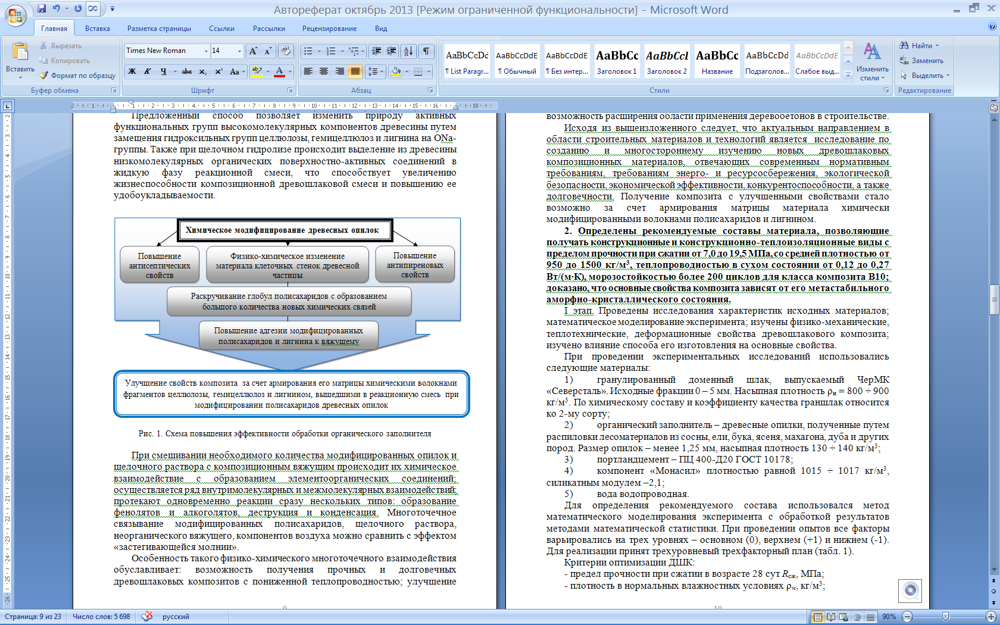 Автореферат октябрь 2013 [Режим ограниченной функциональности] - Microsoft Word
Главная Вставка Разметка страницы Ссылки Рассылки Рецензирование Вид
Вставить
Вырезать
Копировать
Формат по образцу
Буфер обмена
Times New Roman 14
Ж К Ч abc x₂ x² Aa
Шрифт
Абзац
AaBbCcDd AaBbCcDdE AaBbCcDdE AaBbCc AaBbCcl AaBbCc AaBbCcDd AaBbCcDdE
¶ List Paragr... ¶ Обычный ¶ Без интер... Заголовок 1 Заголовок 2 Название Подзаголов... Слабое выд...
Изменить стили
Стили
Найти
Заменить
Выделить
Редактирование
Предложенный способ позволяет изменить природу активных
функциональных групп высокомолекулярных компонентов древесины путем
замещения гидроксильных групп целлюлозы, гемицеллюлоз и лигнина на ONa-
группы. Также при щелочном гидролизе происходит выделение из древесины
низкомолекулярных органических поверхностно-активных соединений в
жидкую фазу реакционной смеси, что способствует увеличению
жизнеспособности композиционной древошлаковой смеси и повышению ее
удобоукладываемости.
Химическое модифицирование древесных опилок
Повышение
антисептических
свойств
Физико-химическое изменение
материала клеточных стенок древесной
частицы
Повышение
антипиреновых
свойств
Раскручивание глобул полисахаридов с образованием
большого количества новых химических связей
Повышение адгезии модифицированных
полисахаридов и лигнина к вяжущему
Улучшение свойств композита за счет армирования его матрицы химическими волокнами
фрагментов целлюлозы, гемицеллюлоз и лигнином, вышедшими в реакционную смесь при
модифицировании полисахаридов древесных опилок
Рис. 1. Схема повышения эффективности обработки органического заполнителя
При смешивании необходимого количества модифицированных опилок и
щелочного раствора с композиционным вяжущим происходит их химическое
взаимодействие с образованием элементоорганических соединений;
осуществляется ряд внутримолекулярных и межмолекулярных взаимодействий;
протекают одновременно реакции сразу нескольких типов: образование
фенолятов и алкоголятов, деструкция и конденсация. Многоточечное
связывание модифицированных полисахаридов, щелочного раствора,
неорганического вяжущего, компонентов воздуха можно сравнить с эффектом
«застегивающейся молнии».
Особенность такого физико-химического многоточечного взаимодействия
обуславливает: возможность получения прочных и долговечных
древошлаковых композитов с пониженной теплопроводностью; улучшение
9
возможность расширения области применения деревобетонов в строительстве.
Исходя из вышеизложенного следует, что актуальным направлением в
области строительных материалов и технологий является исследование по
созданию и многостороннему изучению новых древошлаковых
композиционных материалов, отвечающих современным нормативным
требованиям, требованиям энерго- и ресурсосбережения, экологической
безопасности, экономической эффективности, конкурентоспособности, а также
долговечности. Получение композита с улучшенными свойствами стало
возможно за счет армирования матрицы материала химически
модифицированными волокнами полисахаридов и лигнином.
2. Определены рекомендуемые составы материала, позволяющие
получать конструкционные и конструкционно-теплоизоляционные виды с
пределом прочности при сжатии от 7,0 до 19,5 МПа, со средней плотностью от
950 до 1500 кг/м³, теплопроводностью в сухом состоянии от 0,12 до 0,27
Вт/(м·К), морозостойкостью более 200 циклов для класса композита В10;
доказано, что основные свойства композита зависят от его метастабильного
аморфно-кристаллического состояния.
I этап. Проведены исследования характеристик исходных материалов;
математическое моделирование эксперимента; изучены физико-механические,
теплотехнические, деформационные свойства древошлакового композита;
изучено влияние способа его изготовления на основные свойства.
При проведении экспериментальных исследований использовались
следующие материалы:
1) гранулированный доменный шлак, выпускаемый ЧерМК
«Северсталь». Исходные фракции 0 – 5 мм. Насыпная плотность ρн = 800 ÷ 900
кг/м³. По химическому составу и коэффициенту качества граншлак относится
ко 2-му сорту;
2) органический заполнитель – древесные опилки, полученные путем
распиловки лесоматериалов из сосны, ели, бука, ясеня, махагона, дуба и других
пород. Размер опилок – менее 1,25 мм, насыпная плотность 130 ÷ 140 кг/м³;
3) портландцемент – ПЦ 400-Д20 ГОСТ 10178;
4) компонент «Монасил» плотностью равной 1015 ÷ 1017 кг/м³,
силикатным модулем –2,1;
5) вода водопроводная.
Для определения рекомендуемого состава использовался метод
математического моделирования эксперимента с обработкой результатов
методами математической статистики. При проведении опытов все факторы
варьировались на трех уровнях – основном (0), верхнем (+1) и нижнем (-1).
Для реализации принят трехуровневый трехфакторный план (табл. 1).
Критерии оптимизации ДШК:
- предел прочности при сжатии в возрасте 28 сут Rсж, МПа;
- плотность в нормальных влажностных условиях ρw, кг/м³;
10
Страница: 9 из 23 Число слов: 5 698 русский 90%